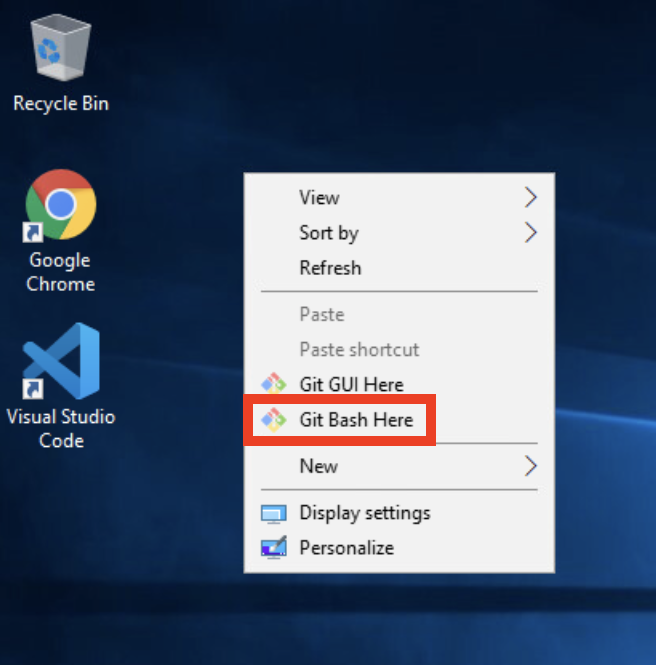 Recycle Bin
Google
Chrome
Visual Studio
Code
View
Sort by
Refresh
Paste
Paste shortcut
Git GUI Here
Git Bash Here
New
Display settings
Personalize